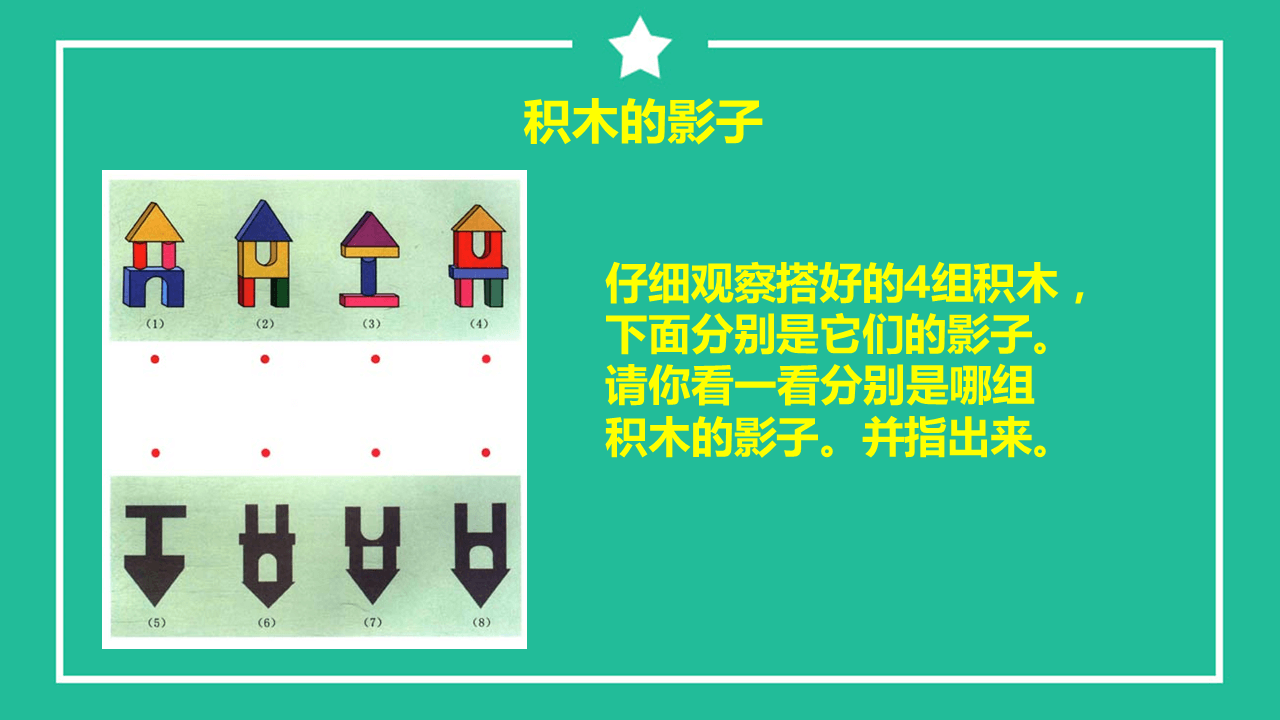 积木的影子
(1) (2) (3) (4)
仔细观察搭好的4组积木，
下面分别是它们的影子。
请你看一看分别是哪组
积木的影子。并指出来。
(5) (6) (7) (8)